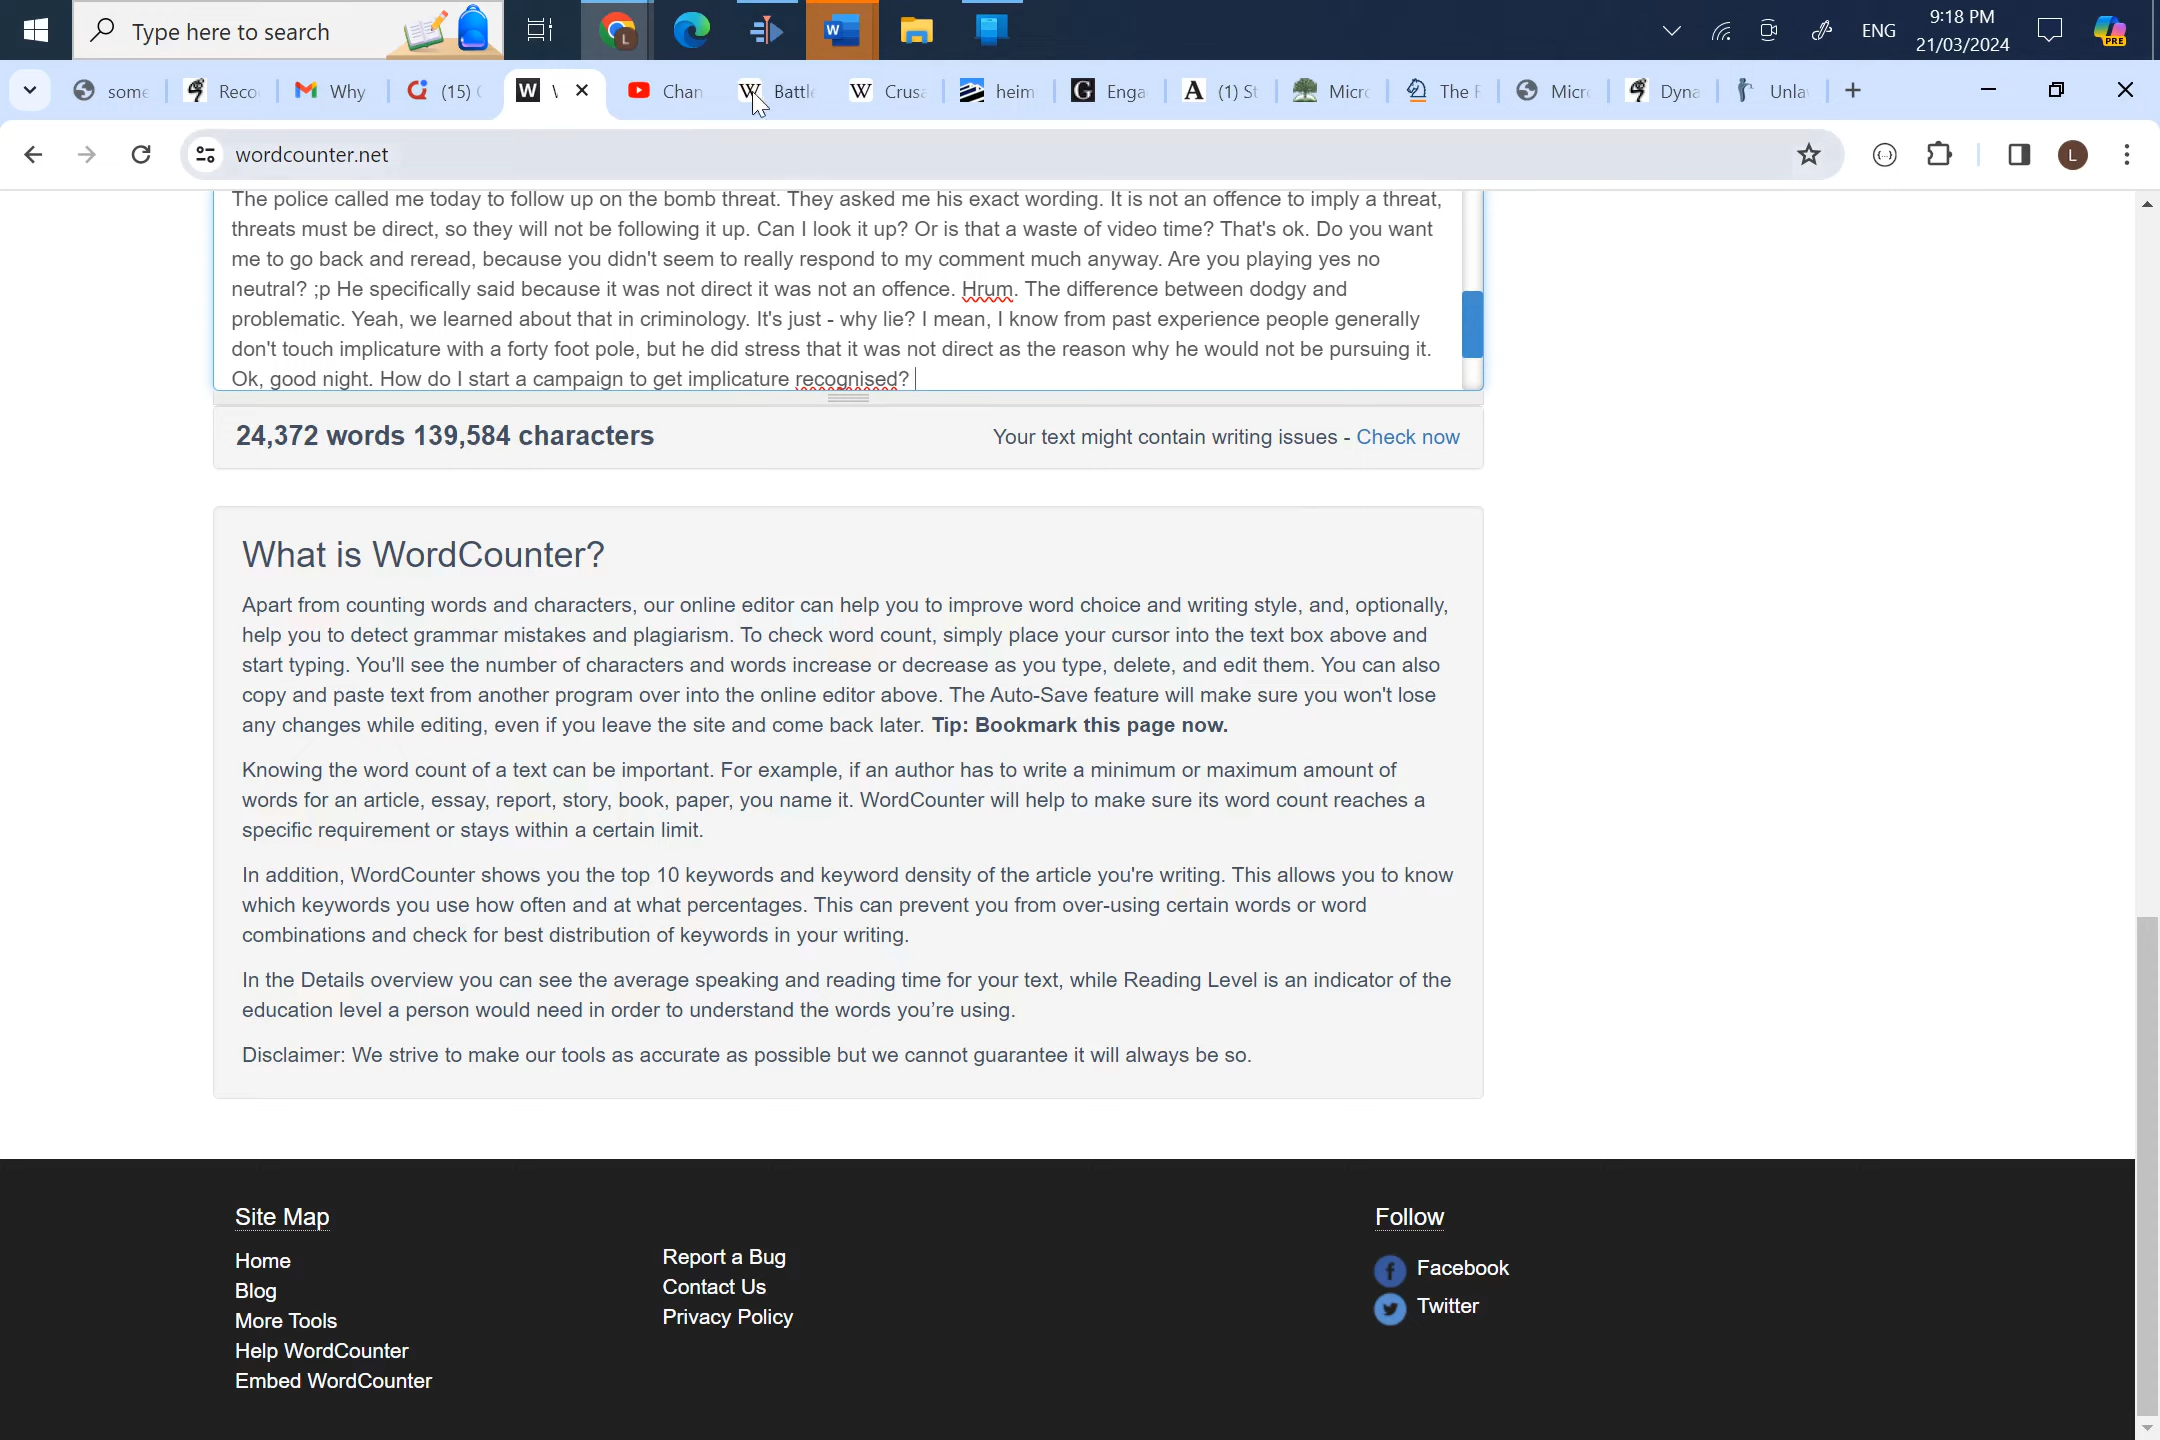 Type here to search
ENG
9:18 PM
21/03/2024
PRE
some
Reco
Why
(15)
Chan
Battle
Crusa
heim
Enga
(1) St
Micro
The F
Micro
Dyna
Unla
wordcounter.net
L
The police called me today to follow up on the bomb threat. They asked me his exact wording. It is not an offence to imply a threat,
threats must be direct, so they will not be following it up. Can I look it up? Or is that a waste of video time? That's ok. Do you want
me to go back and reread, because you didn't seem to really respond to my comment much anyway. Are you playing yes no
neutral? ;p He specifically said because it was not direct it was not an offence. Hrum. The difference between dodgy and
problematic. Yeah, we learned about that in criminology. It's just - why lie? I mean, I know from past experience people generally
don't touch implicature with a forty foot pole, but he did stress that it was not direct as the reason why he would not be pursuing it.
Ok, good night. How do I start a campaign to get implicature recognised?
24,372 words 139,584 characters
Your text might contain writing issues - Check now
What is WordCounter?
Apart from counting words and characters, our online editor can help you to improve word choice and writing style, and, optionally,
help you to detect grammar mistakes and plagiarism. To check word count, simply place your cursor into the text box above and
start typing. You'll see the number of characters and words increase or decrease as you type, delete, and edit them. You can also
copy and paste text from another program over into the online editor above. The Auto-Save feature will make sure you won't lose
any changes while editing, even if you leave the site and come back later. Tip: Bookmark this page now.
Knowing the word count of a text can be important. For example, if an author has to write a minimum or maximum amount of
words for an article, essay, report, story, book, paper, you name it. WordCounter will help to make sure its word count reaches a
specific requirement or stays within a certain limit.
In addition, WordCounter shows you the top 10 keywords and keyword density of the article you're writing. This allows you to know
which keywords you use how often and at what percentages. This can prevent you from over-using certain words or word
combinations and check for best distribution of keywords in your writing.
In the Details overview you can see the average speaking and reading time for your text, while Reading Level is an indicator of the
education level a person would need in order to understand the words you’re using.
Disclaimer: We strive to make our tools as accurate as possible but we cannot guarantee it will always be so.
Site Map
Home
Blog
More Tools
Help WordCounter
Embed WordCounter
Report a Bug
Contact Us
Privacy Policy
Follow
Facebook
Twitter